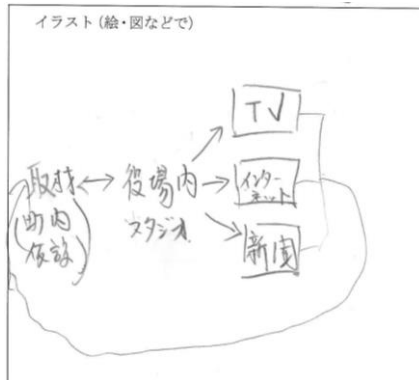 イラスト(絵・図などで)
TV
取材 ↔ 役場内 → インター
(町内 スタジオ ネット
仮設) 新聞